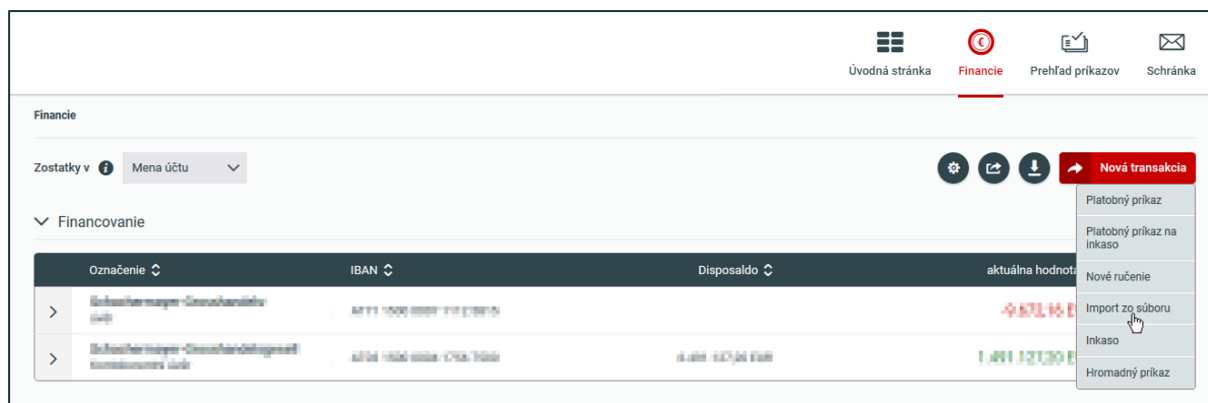 Úvodná stránka Financie Prehľad príkazov Schránka
Financie
Zostatky v Mena účtu Nová transakcia
Platobný príkaz
Platobný príkaz na
inkaso
Nové ručenie
Import zo súboru
Inkaso
Hromadný príkaz
Financovanie
Označenie IBAN Disposaldo aktuálna hodnota